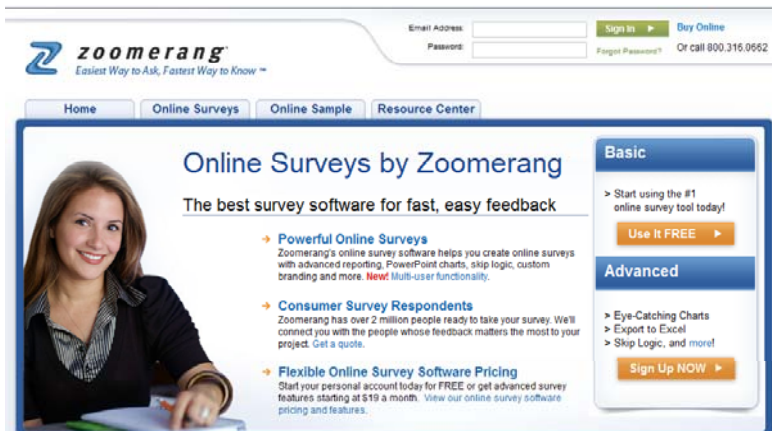 Email Address:
Sign In
Buy Online
Password:
Forgot Password?
Or call 800.316.0662
zoomerang
Easiest Way to Ask, Fastest Way to Know ™
Home
Online Surveys
Online Sample
Resource Center
Online Surveys by Zoomerang
The best survey software for fast, easy feedback
Powerful Online Surveys
Zoomerang's online survey software helps you create online surveys
with advanced reporting, PowerPoint charts, skip logic, custom
branding and more. New! Multi-user functionality.
Consumer Survey Respondents
Zoomerang has over 2 million people ready to take your survey. We'll
connect you with the people whose feedback matters the most to your
project. Get a quote.
Flexible Online Survey Software Pricing
Start your personal account today for FREE or get advanced survey
features starting at $19 a month. View our online survey software
pricing and features.
Basic
> Start using the #1
online survey tool today!
Use It FREE
Advanced
> Eye-Catching Charts
> Export to Excel
> Skip Logic, and more!
Sign Up NOW